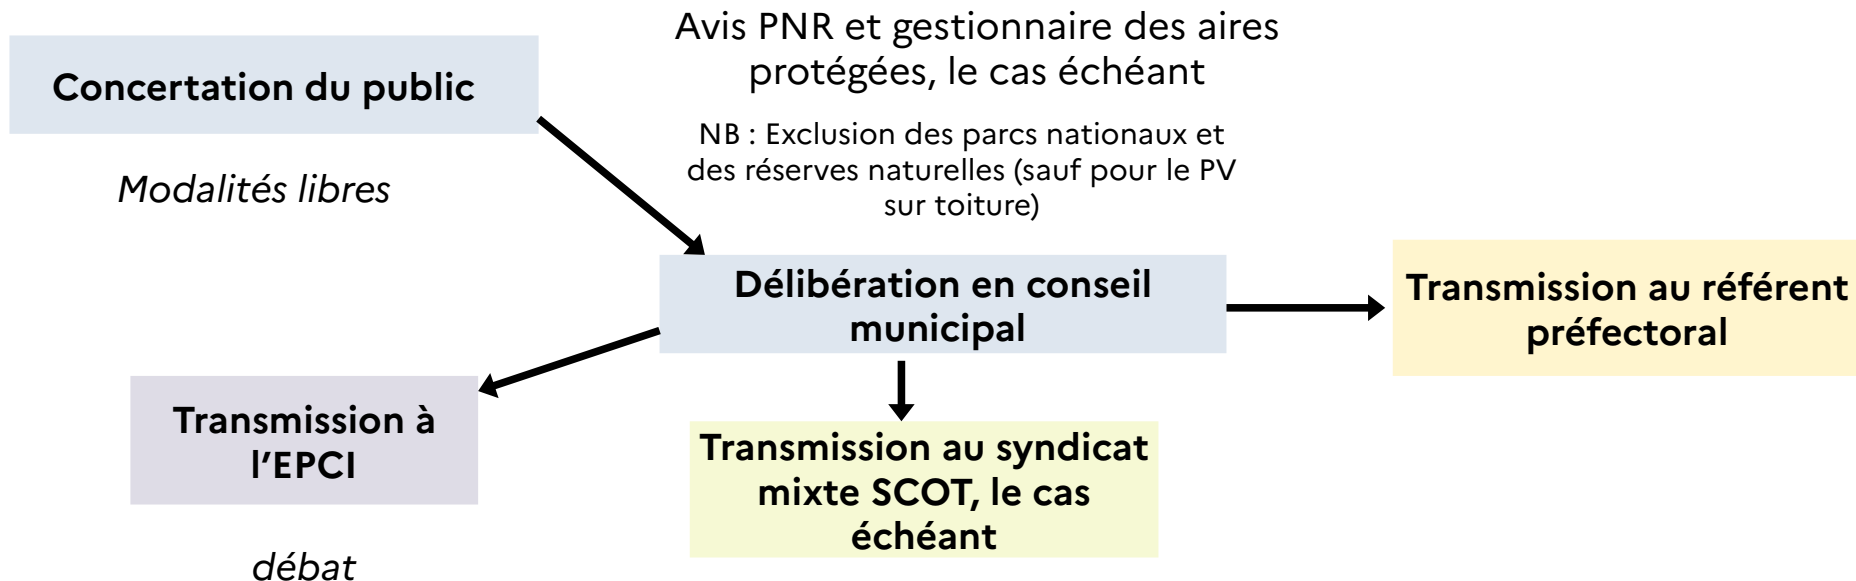 Avis PNR et gestionnaire des aires
protégées, le cas échéant
Concertation du public
NB : Exclusion des parcs nationaux et
des réserves naturelles (sauf pour le PV
sur toiture)
Modalités libres
Délibération en conseil
municipal
Transmission au référent
préfectoral
Transmission à
l’EPCI
Transmission au syndicat
mixte SCOT, le cas
échéant
débat